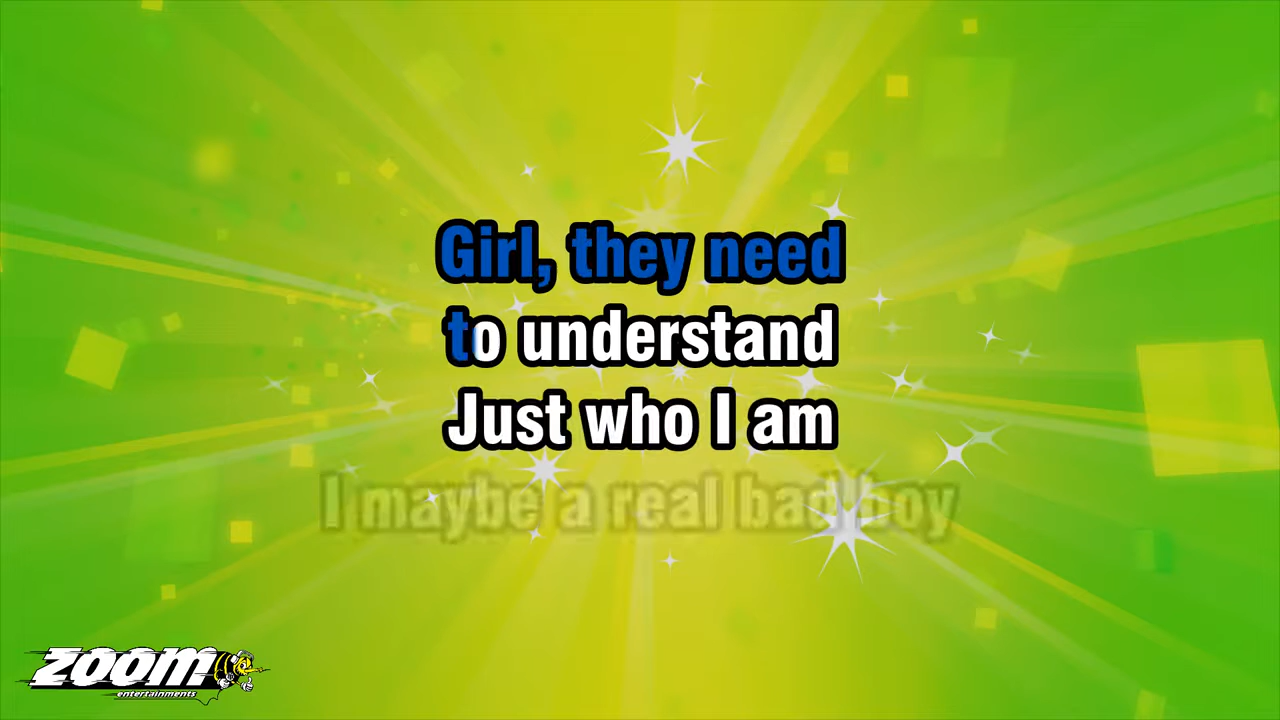 Girl, they need
to understand
Just who I am
I maybe a real bad boy
ZOOM
entertainments